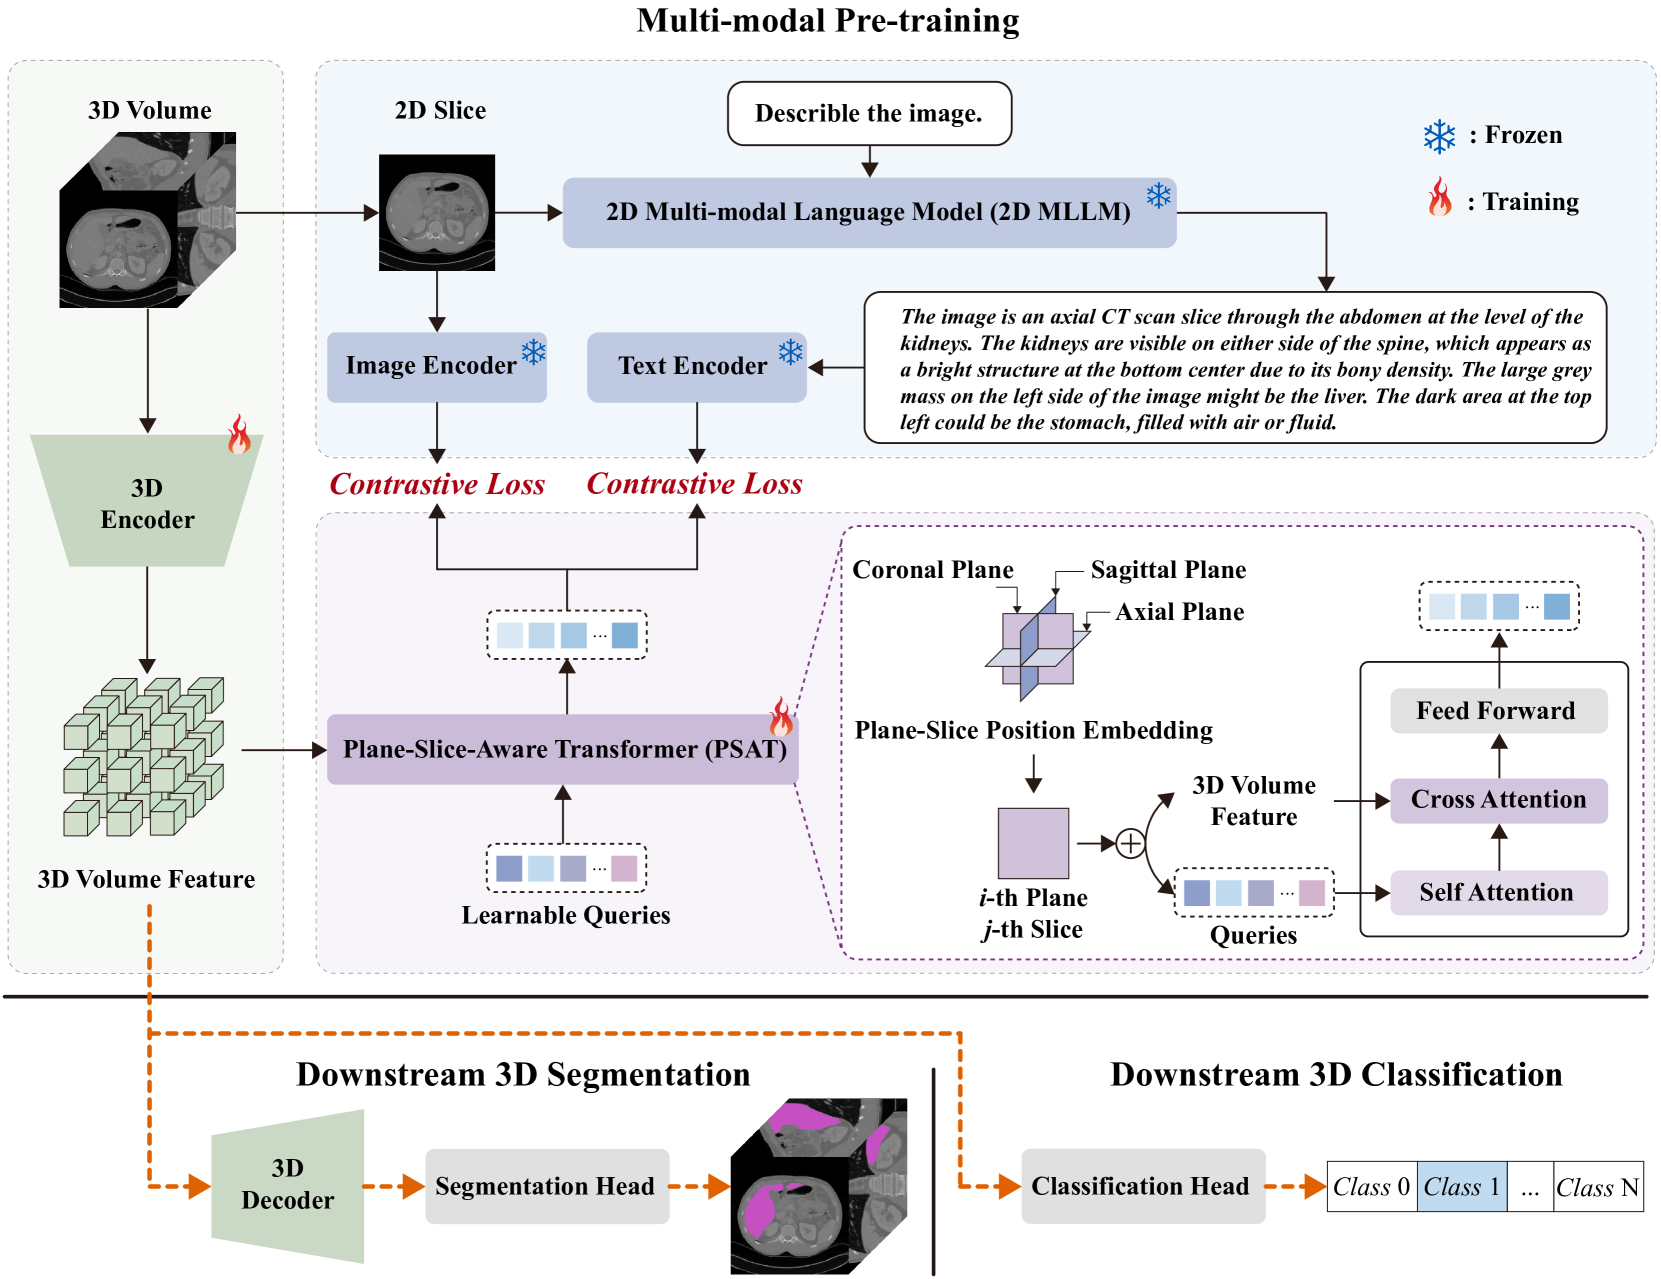 Multi-modal Pre-training
3D Volume
2D Slice
Describle the image.
: Frozen
: Training
2D Multi-modal Language Model (2D MLLM)
Image Encoder
Text Encoder
The image is an axial CT scan slice through the abdomen at the level of the
kidneys. The kidneys are visible on either side of the spine, which appears as
a bright structure at the bottom center due to its bony density. The large grey
mass on the left side of the image might be the liver. The dark area at the top
left could be the stomach, filled with air or fluid.
3D
Encoder
Contrastive Loss
Contrastive Loss
Coronal Plane
Sagittal Plane
Axial Plane
...
...
Feed Forward
Plane-Slice Position Embedding
Plane-Slice-Aware Transformer (PSAT)
3D Volume
Feature
Cross Attention
3D Volume Feature
...
Learnable Queries
i-th Plane
j-th Slice
...
Queries
Self Attention
Downstream 3D Segmentation
Downstream 3D Classification
3D
Decoder
Segmentation Head
Classification Head
Class 0
Class 1
...
Class N